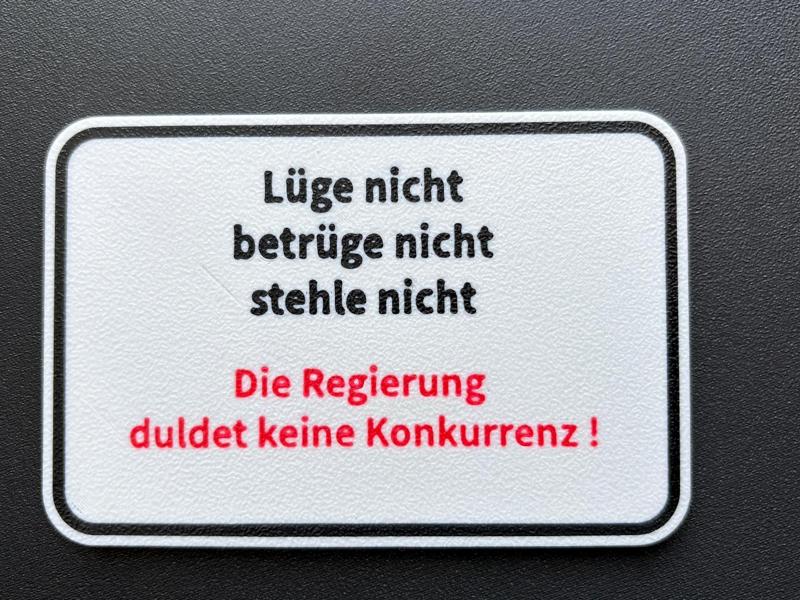 Lüge nicht
betrüge nicht
stehle nicht
Die Regierung
duldet keine Konkurrenz !